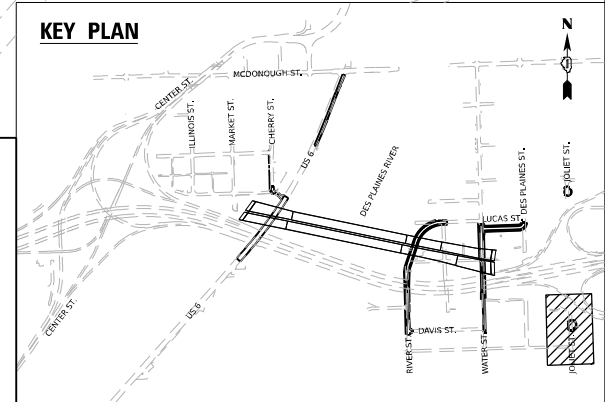 KEY PLAN
N
MCDONOUGH ST.
CENTER ST.
ILLINOIS ST.
MARKET ST.
CHERRY ST.
US 6
DES PLAINES RIVER
DES PLAINES ST.
JOLIET ST.
LUCAS ST.
CENTER ST.
US 6
DAVIS ST.
RIVER ST.
WATER ST.
JOLIET ST.